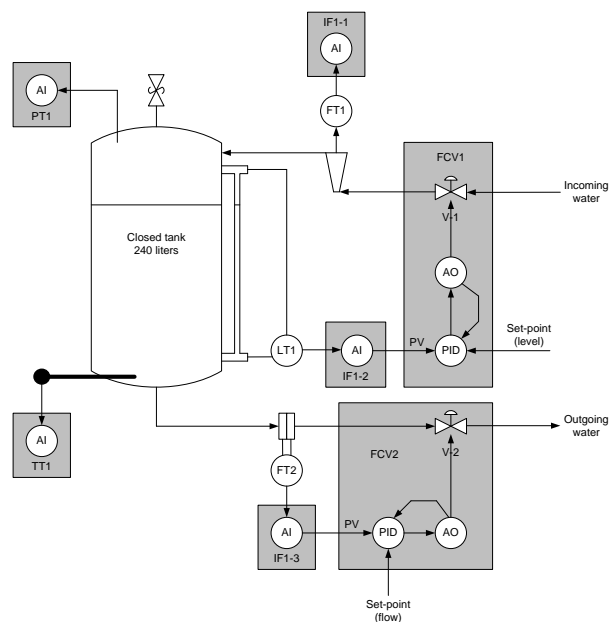 IF1-1
AI
AI
PT1
FT1
FCV1
Incoming
water
V-1
Closed tank
240 liters
AO
Set-point
(level)
LT1
AI
PV
PID
IF1-2
AI
TT1
Outgoing
water
FCV2
V-2
FT2
AI
PV
PID
AO
IF1-3
Set-point
(flow)